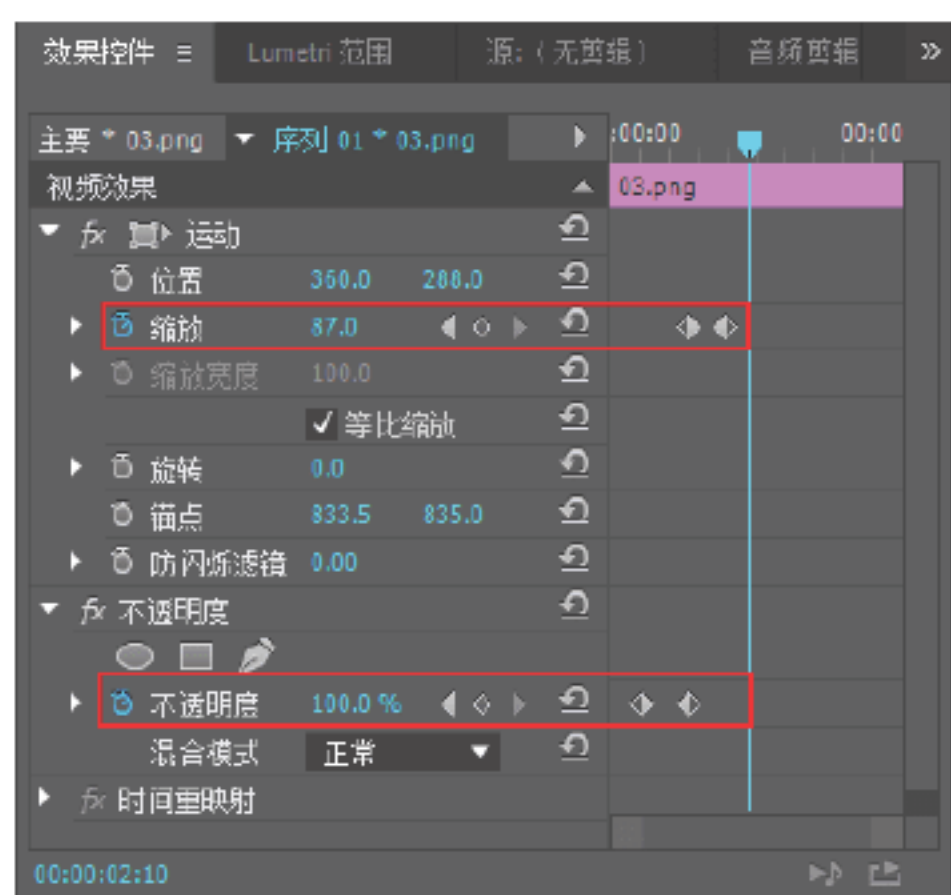 效果控件 Lumetri 范围 源:（无剪辑） 音频剪辑 »
主要 * 03.png 序列 01 * 03.png :00:00 00:00
视频效果 03.png
fx 运动
位置 360.0 288.0
缩放 87.0
缩放宽度 100.0
等比缩放
旋转 0.0
锚点 833.5 835.0
防闪烁滤镜 0.00
fx 不透明度
不透明度 100.0 %
混合模式 正常
fx 时间重映射
00:00:02:10